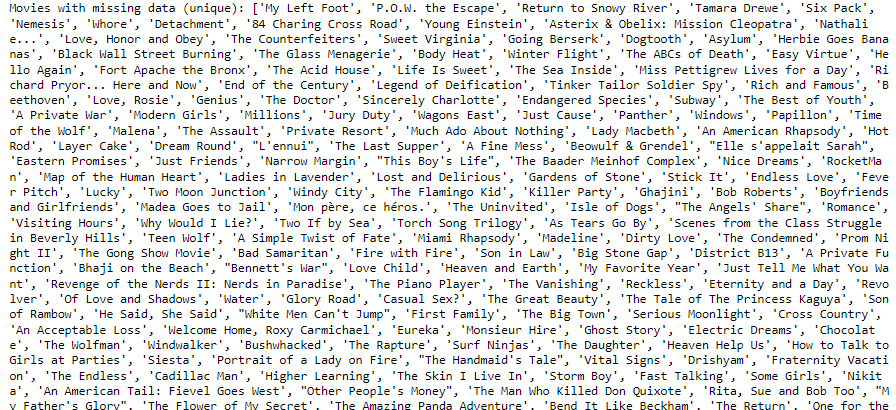 Movies with missing data (unique): ['My Left Foot', 'P.O.W. the Escape', 'Return to Snowy River', 'Tamara Drewe', 'Six Pack',
'Nemesis', 'Whore', 'Detachment', '84 Charing Cross Road', 'Young Einstein', 'Asterix & Obelix: Mission Cleopatra', 'Nathali
e...', 'Love, Honor and Obey', 'The Counterfeiters', 'Sweet Virginia', 'Going Berserk', 'Dogtooth', 'Asylum', 'Herbie Goes Bana
nas', 'Black Wall Street Burning', 'The Glass Menagerie', 'Body Heat', 'Winter Flight', 'The ABCs of Death', 'Easy Virtue', 'He
llo Again', 'Fort Apache the Bronx', 'The Acid House', 'Life Is Sweet', 'The Sea Inside', 'Miss Pettigrew Lives for a Day', 'Ri
chard Pryor... Here and Now', 'End of the Century', 'Legend of Deification', 'Tinker Tailor Soldier Spy', 'Rich and Famous', 'B
eethoven', 'Love, Rosie', 'Genius', 'The Doctor', 'Sincerely Charlotte', 'Endangered Species', 'Subway', 'The Best of Youth',
'A Private War', 'Modern Girls', 'Millions', 'Jury Duty', 'Wagons East', 'Just Cause', 'Panther', 'Windows', 'Papillon', 'Time
of the Wolf', 'Malena', 'The Assault', 'Private Resort', 'Much Ado About Nothing', 'Lady Macbeth', 'An American Rhapsody', 'Hot
Rod', 'Layer Cake', 'Dream Round', "L'ennui", 'The Last Supper', 'A Fine Mess', 'Beowulf & Grendel', "Elle s'appelait Sarah",
'Eastern Promises', 'Just Friends', 'Narrow Margin', "This Boy's Life", 'The Baader Meinhof Complex', 'Nice Dreams', 'RocketMa
n', 'Map of the Human Heart', 'Ladies in Lavender', 'Lost and Delirious', 'Gardens of Stone', 'Stick It', 'Endless Love', 'Feve
r Pitch', 'Lucky', 'Two Moon Junction', 'Windy City', 'The Flamingo Kid', 'Killer Party', 'Ghajini', 'Bob Roberts', 'Boyfriends
and Girlfriends', 'Madea Goes to Jail', 'Mon père, ce héros.', 'The Uninvited', 'Isle of Dogs', "The Angels' Share", 'Romance',
'Visiting Hours', 'Why Would I Lie?', 'Two If by Sea', 'Torch Song Trilogy', 'As Tears Go By', 'Scenes from the Class Struggle
in Beverly Hills', 'Teen Wolf', 'A Simple Twist of Fate', 'Miami Rhapsody', 'Madeline', 'Dirty Love', 'The Condemned', 'Prom Ni
ght II', 'The Gong Show Movie', 'Bad Samaritan', 'Fire with Fire', 'Son in Law', 'Big Stone Gap', 'District B13', 'A Private Fu
nction', 'Bhaji on the Beach', "Bennett's War", 'Love Child', 'Heaven and Earth', 'My Favorite Year', 'Just Tell Me What You Wa
nt', 'Revenge of the Nerds II: Nerds in Paradise', 'The Piano Player', 'The Vanishing', 'Reckless', 'Eternity and a Day', 'Revo
lver', 'Of Love and Shadows', 'Water', 'Glory Road', 'Casual Sex?', 'The Great Beauty', 'The Tale of The Princess Kaguya', 'Son
of Rambow', 'He Said, She Said', "White Men Can't Jump", 'First Family', 'The Big Town', 'Serious Moonlight', 'Cross Country',
'An Acceptable Loss', 'Welcome Home, Roxy Carmichael', 'Eureka', 'Monsieur Hire', 'Ghost Story', 'Electric Dreams', 'Chocolat
e', 'The Wolfman', 'Windwalker', 'Bushwhacked', 'The Rapture', 'Surf Ninjas', 'The Daughter', 'Heaven Help Us', 'How to Talk to
Girls at Parties', 'Siesta', 'Portrait of a Lady on Fire', "The Handmaid's Tale", 'Vital Signs', 'Drishyam', 'Fraternity Vacati
on', 'The Endless', 'Cadillac Man', 'Higher Learning', 'The Skin I Live In', 'Storm Boy', 'Fast Talking', 'Some Girls', 'Nikit
a', 'An American Tail: Fievel Goes West', "Other People's Money", 'The Man Who Killed Don Quixote', 'Rita, Sue and Bob Too', "M
y Father's Glory", 'The Flower of My Secret', 'The Amazing Panda Adventure', 'Bend It Like Beckham', 'The Return', 'One for the